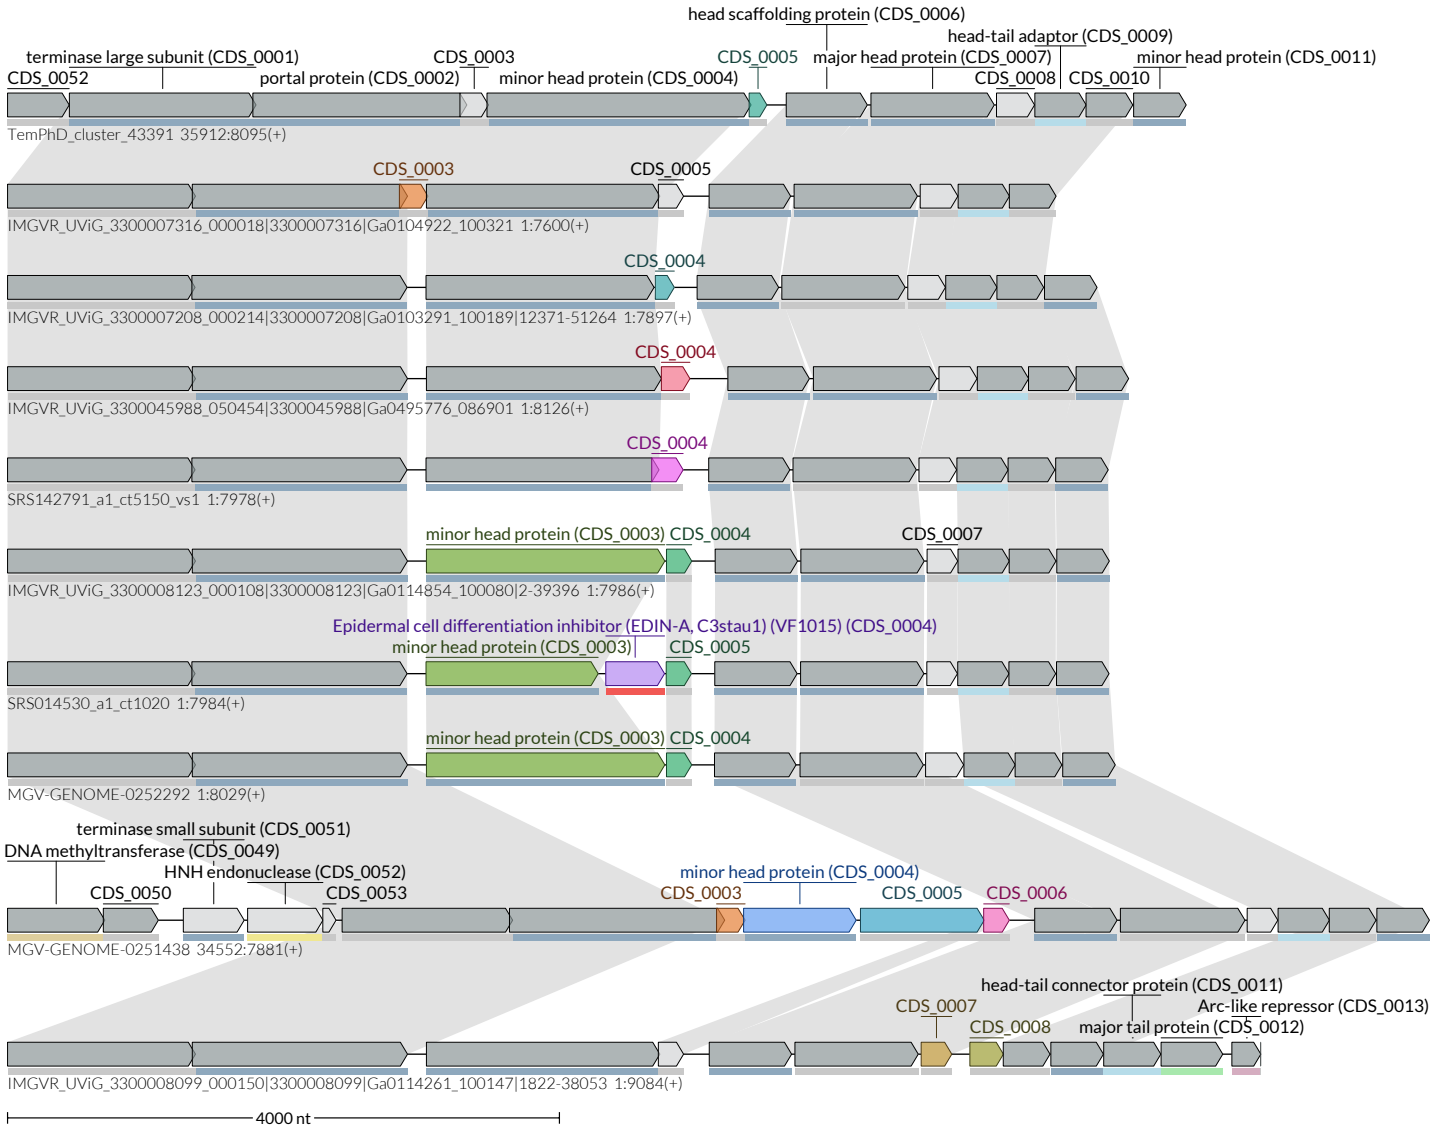 head scaffolding protein (CDS_0006)
head-tail adaptor (CDS_0009)
terminase large subunit (CDS_0001) CDS_0003 CDS_0005 major head protein (CDS_0007) minor head protein (CDS_0011)
CDS_0052 portal protein (CDS_0002) minor head protein (CDS_0004) CDS_0008 CDS_0010
TemPhD_cluster_43391 35912:8095(+)
CDS_0003 CDS_0005
IMGVR_UViG_3300007316_000018|3300007316|Ga0104922_100321 1:7600(+)
CDS_0004
IMGVR_UViG_3300007208_000214|3300007208|Ga0103291_100189|12371-51264 1:7897(+)
CDS_0004
IMGVR_UViG_3300045988_050454|3300045988|Ga0495776_086901 1:8126(+)
CDS_0004
SRS142791_a1_ct5150_vs1 1:7978(+)
minor head protein (CDS_0003) CDS_0004 CDS_0007
IMGVR_UViG_3300008123_000108|3300008123|Ga0114854_100080|2-39396 1:7986(+)
Epidermal cell differentiation inhibitor (EDIN-A, C3stau1) (VF1015) (CDS_0004)
minor head protein (CDS_0003) CDS_0005
SRS014530_a1_ct1020 1:7984(+)
minor head protein (CDS_0003) CDS_0004
MGV-GENOME-0252292 1:8029(+)
terminase small subunit (CDS_0051)
DNA methyltransferase (CDS_0049)
HNH endonuclease (CDS_0052) minor head protein (CDS_0004)
CDS_0050 CDS_0053 CDS_0003 CDS_0005 CDS_0006
MGV-GENOME-0251438 34552:7881(+)
head-tail connector protein (CDS_0011)
CDS_0007 Arc-like repressor (CDS_0013)
CDS_0008 major tail protein (CDS_0012)
IMGVR_UViG_3300008099_000150|3300008099|Ga0114261_100147|1822-38053 1:9084(+)
4000 nt